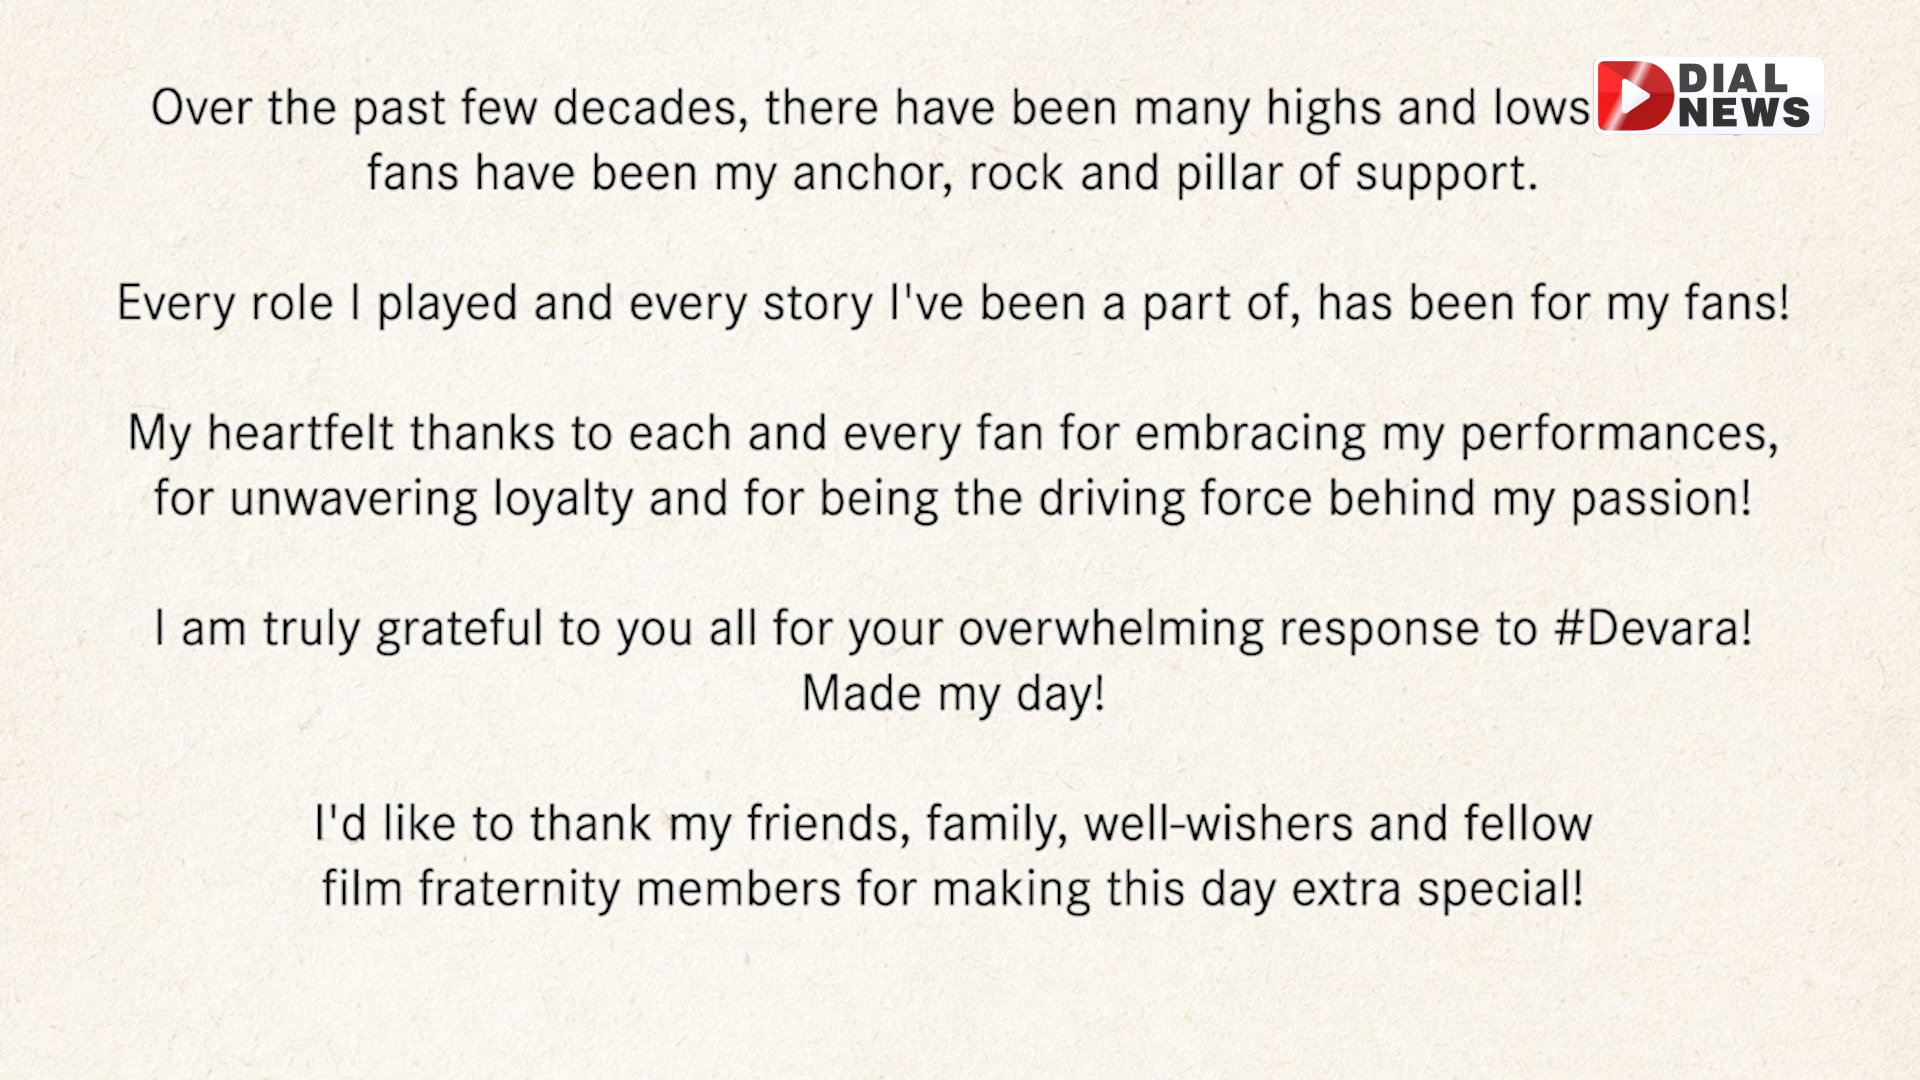 Over the past few decades, there have been many highs and lows
DIAL
NEWS
fans have been my anchor, rock and pillar of support.
Every role I played and every story I've been a part of, has been for my fans!
My heartfelt thanks to each and every fan for embracing my performances,
for unwavering loyalty and for being the driving force behind my passion!
I am truly grateful to you all for your overwhelming response to #Devara!
Made my day!
I'd like to thank my friends, family, well-wishers and fellow
film fraternity members for making this day extra special!